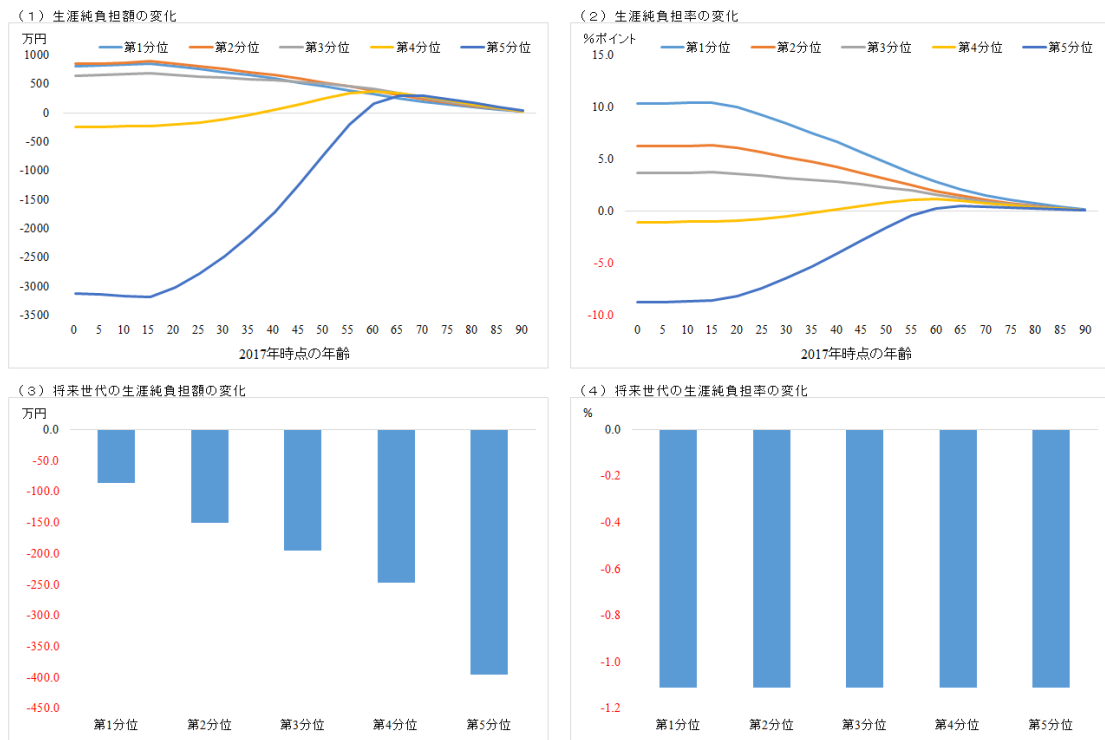 （１）生涯純負担額の変化
万円
第1分位 第2分位 第3分位 第4分位 第5分位
1000
500
0
-500
-1000
-1500
-2000
-2500
-3000
-3500
0 5 10 15 20 25 30 35 40 45 50 55 60 65 70 75 80 85 90
2017年時点の年齢
（２）生涯純負担率の変化
%ポイント
第1分位 第2分位 第3分位 第4分位 第5分位
15.0
10.0
5.0
0.0
-5.0
-10.0
0 5 10 15 20 25 30 35 40 45 50 55 60 65 70 75 80 85 90
2017年時点の年齢
（３）将来世代の生涯純負担額の変化
万円
0.0
-50.0
-100.0
-150.0
-200.0
-250.0
-300.0
-350.0
-400.0
-450.0
第1分位 第2分位 第3分位 第4分位 第5分位
（４）将来世代の生涯純負担率の変化
%
0.0
-0.2
-0.4
-0.6
-0.8
-1.0
-1.2
第1分位 第2分位 第3分位 第4分位 第5分位